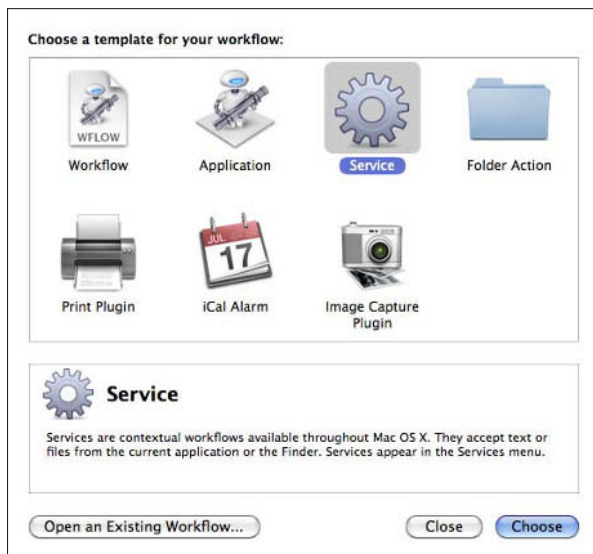 Choose a template for your workflow:
WFLOW
Workflow
Application
Service
Folder Action
JUL
17
Print Plugin
iCal Alarm
Image Capture
Plugin
Service
Services are contextual workflows available throughout Mac OS X. They accept text or
files from the current application or the Finder. Services appear in the Services menu.
Open an Existing Workflow...
Close
Choose